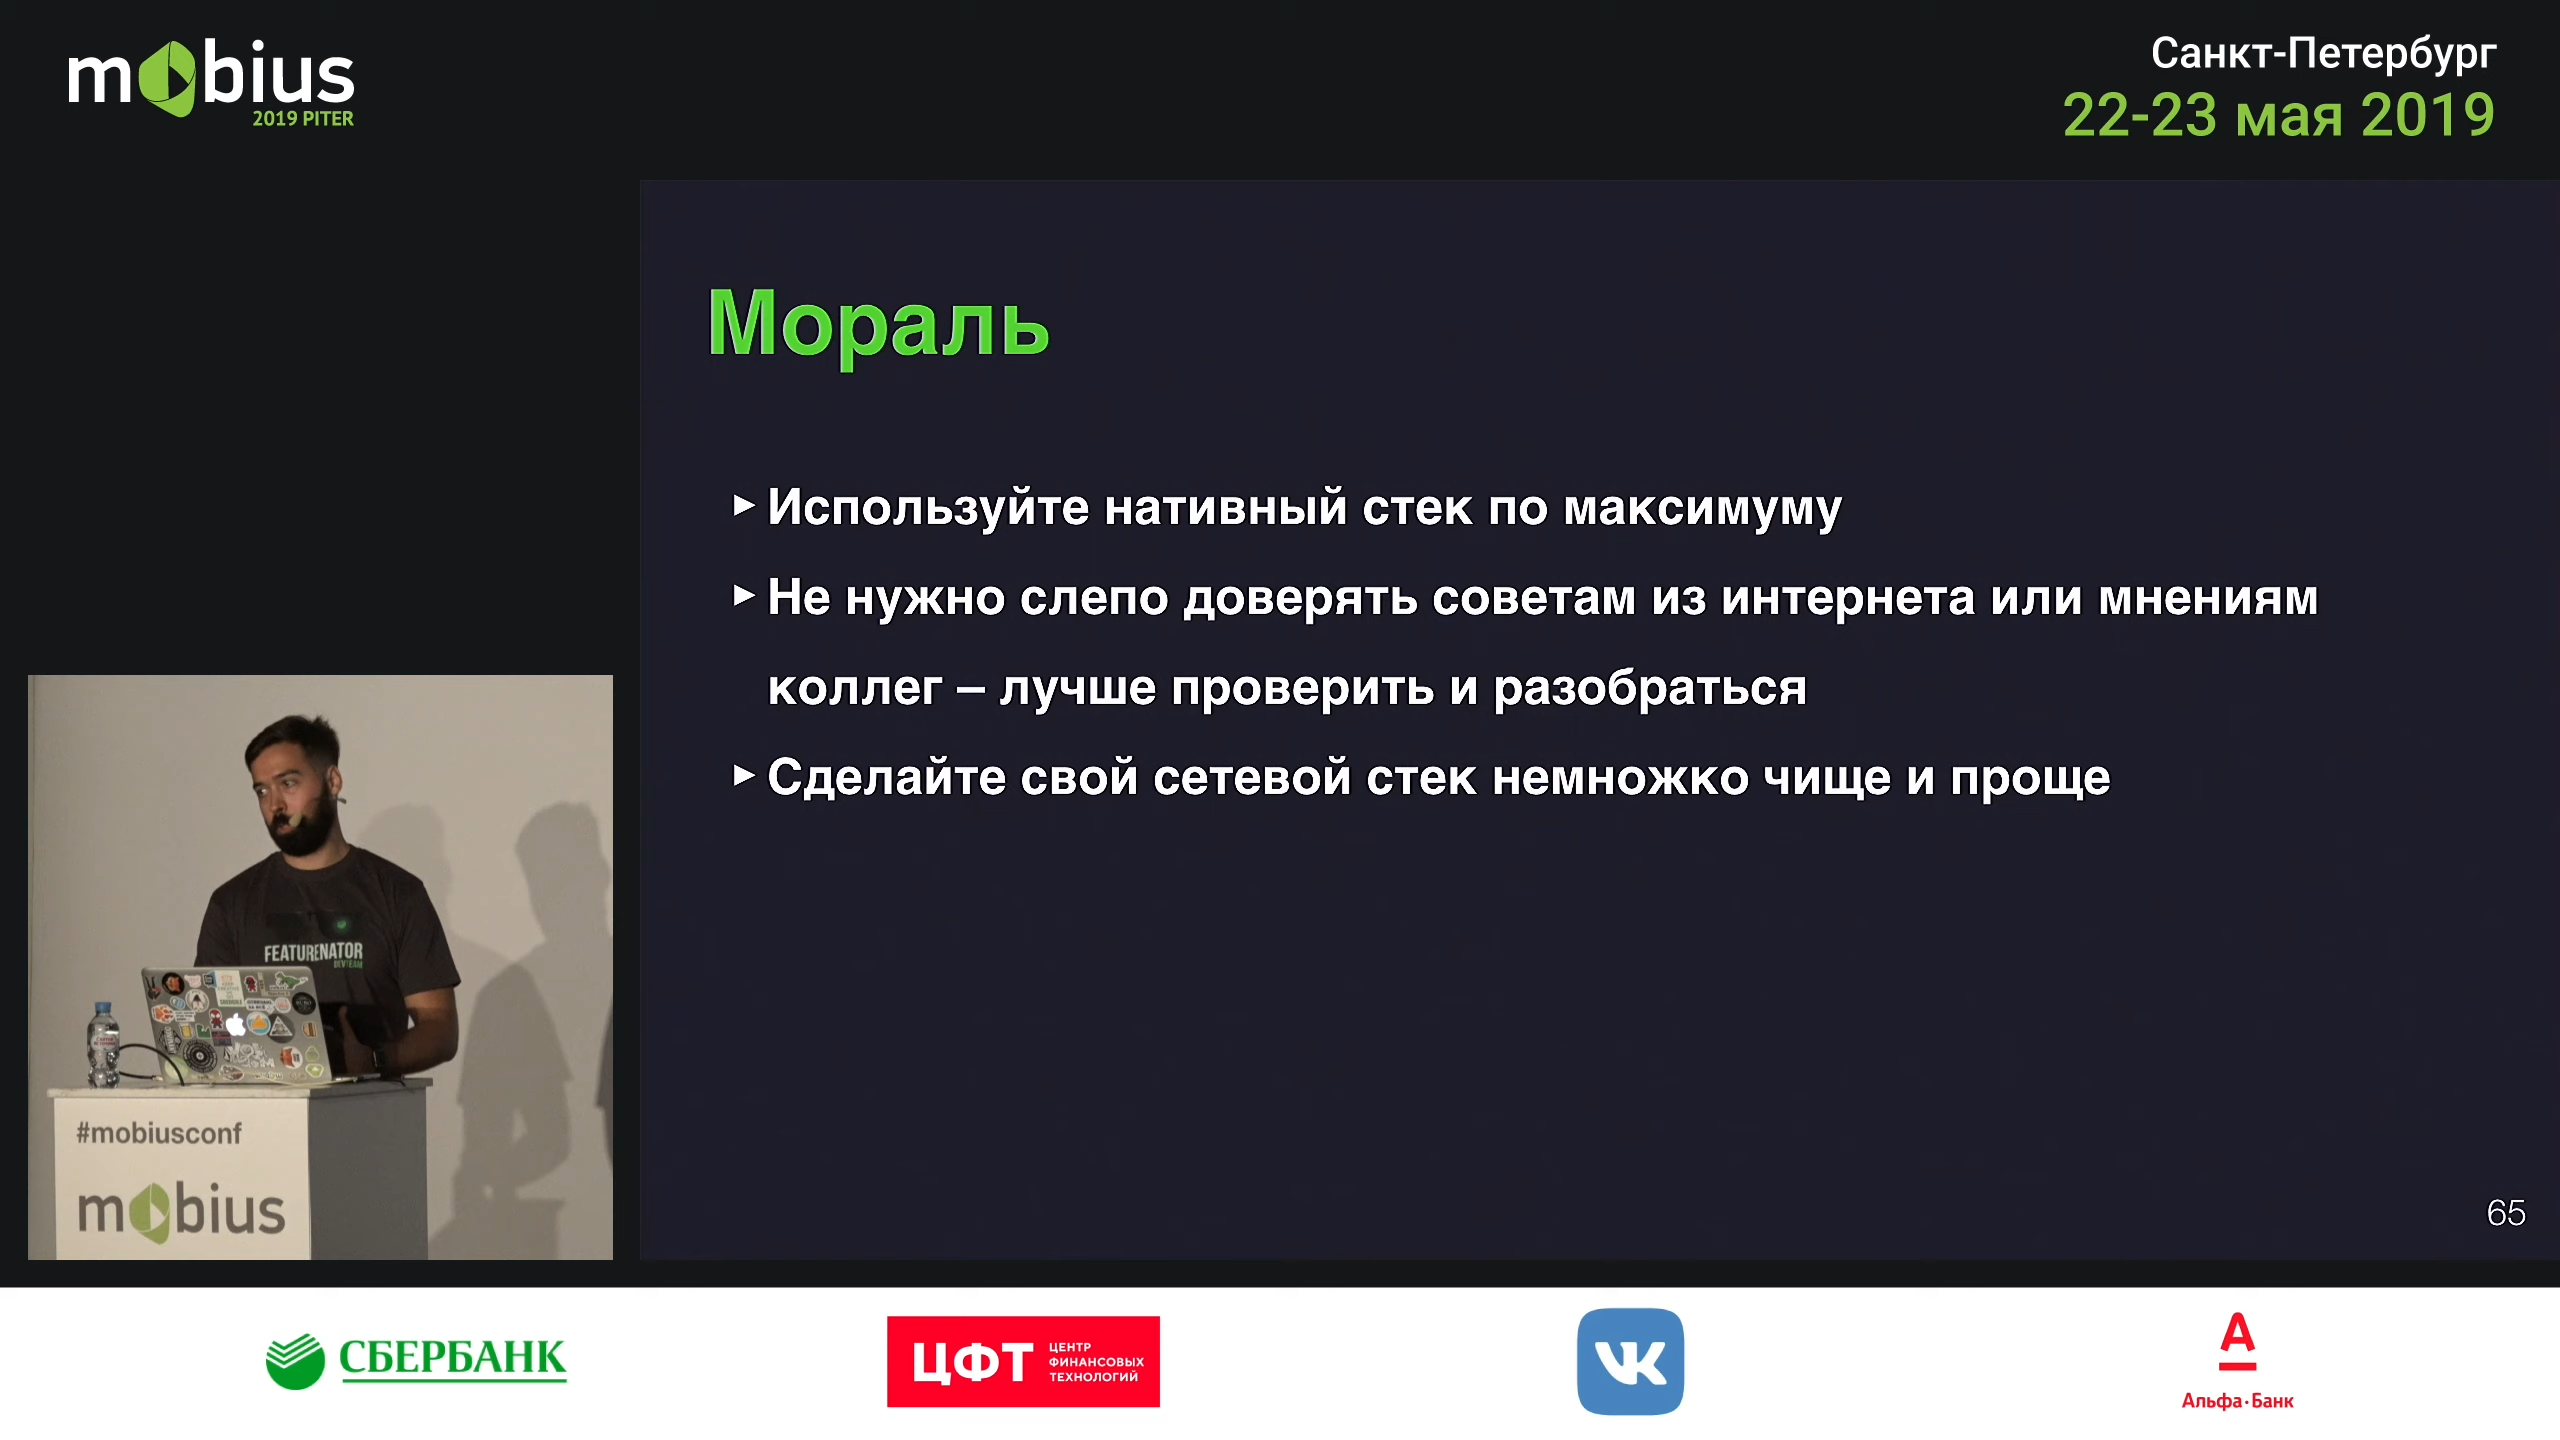 mobius
2019 PITER
Санкт-Петербург
22-23 мая 2019
Мораль
▸ Используйте нативный стек по максимуму
▸ Не нужно слепо доверять советам из интернета или мнениям
коллег – лучше проверить и разобраться
▸ Сделайте свой сетевой стек немножко чище и проще
65
FEATURENATOR
DEVTEAM
#mobiusconf
mobius
СБЕРБАНК
ЦФТ
ЦЕНТР
ФИНАНСОВЫХ
ТЕХНОЛОГИЙ
VK
А
Альфа·Банк